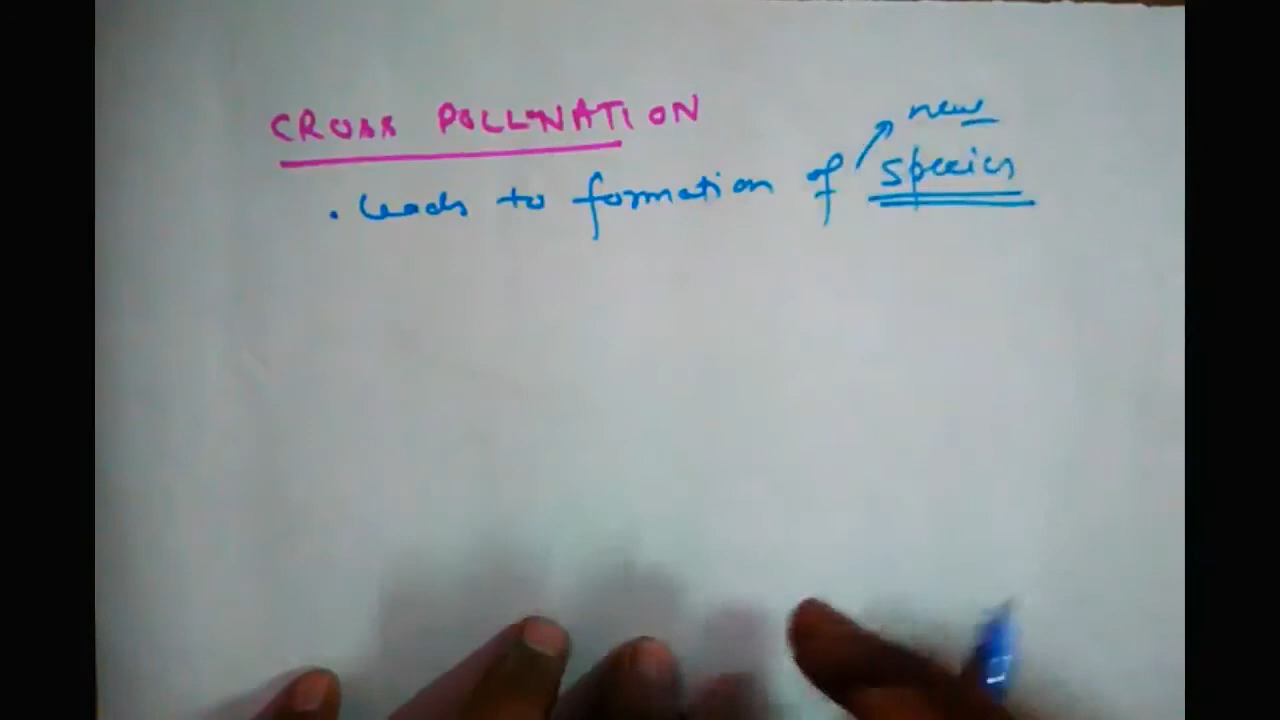 CROSS POLLINATION
new
. leads to formation of species